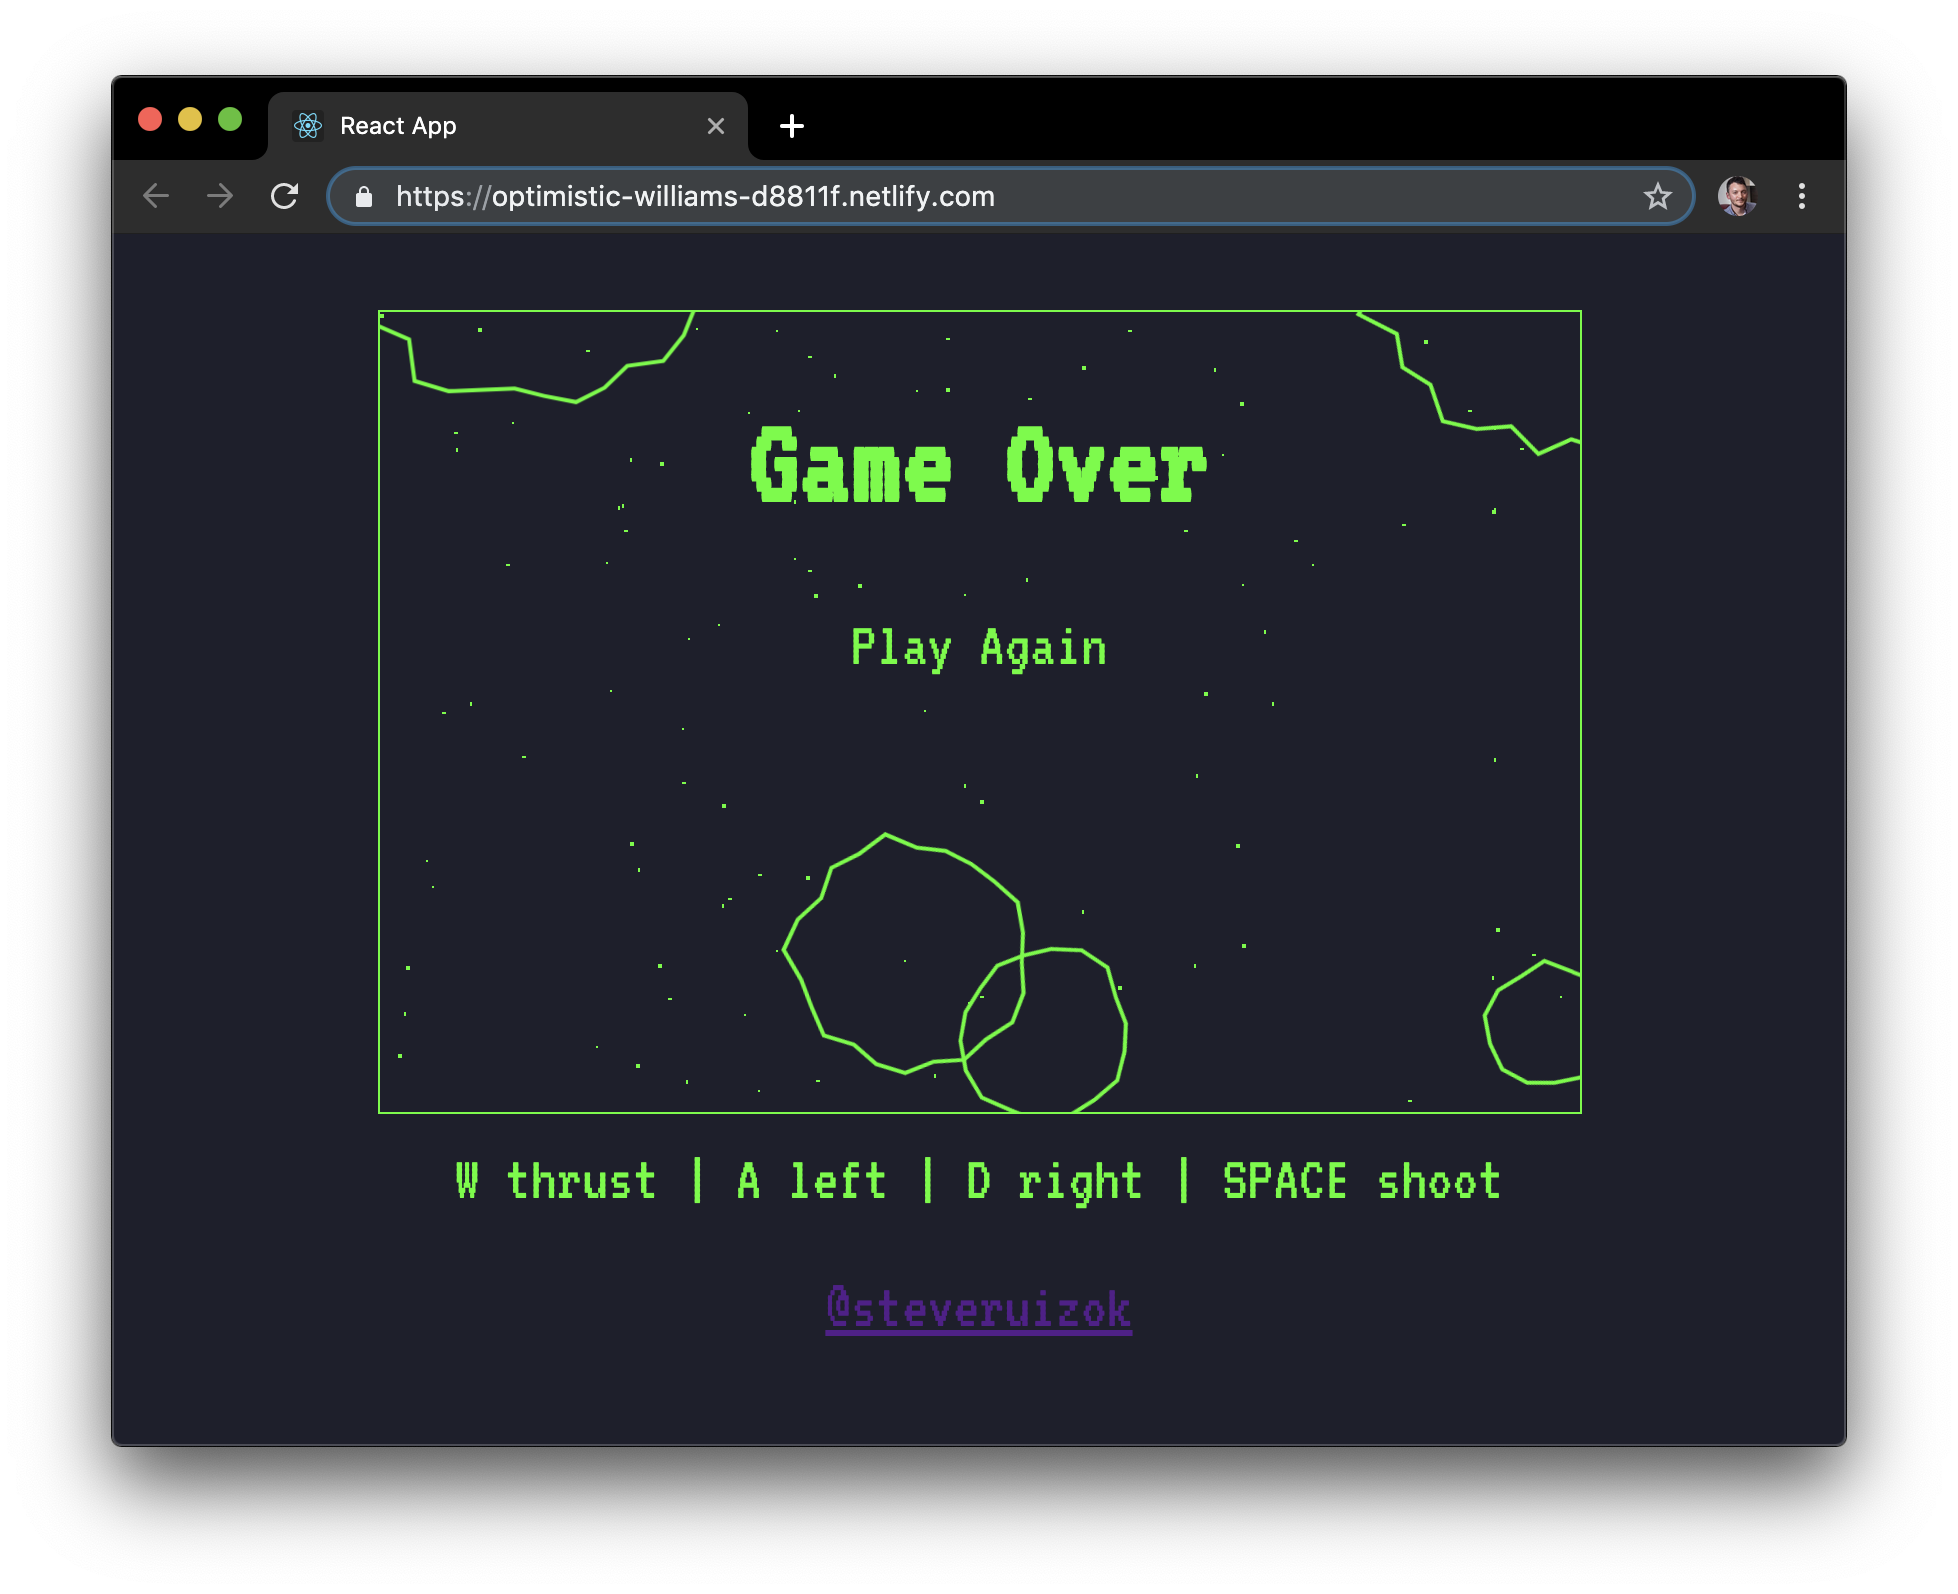 React App
https://optimistic-williams-d8811f.netlify.com
Game Over
Play Again
W thrust | A left | D right | SPACE shoot
@steveruizok